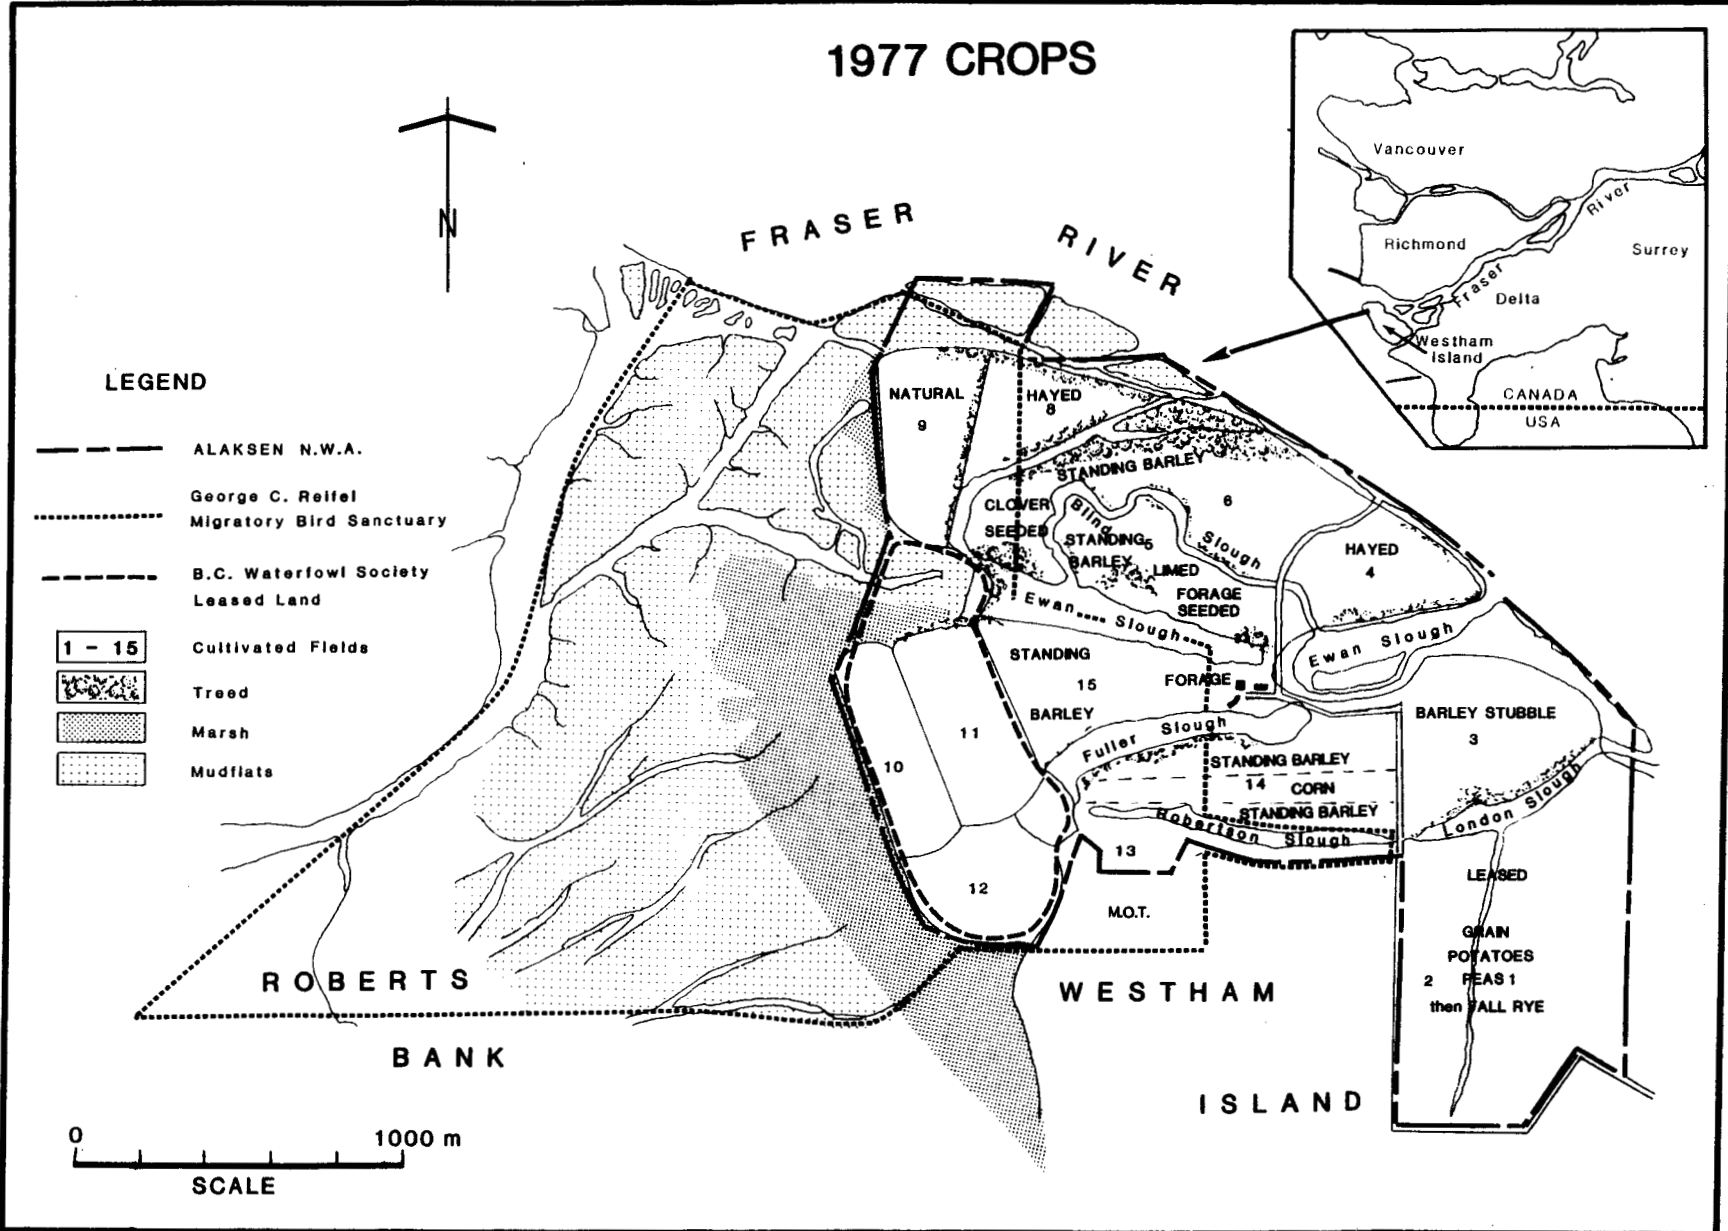 1977 CROPS
N
FRASER RIVER
Vancouver
Richmond
Fraser River
Surrey
Delta
Westham
Island
CANADA
USA
LEGEND
ALAKSEN N.W.A.
George C. Reifel
Migratory Bird Sanctuary
B.C. Waterfowl Society
Leased Land
1 - 15 Cultivated Fields
Treed
Marsh
Mudflats
NATURAL
9
HAYED
8
STANDING BARLEY
6
CLOVER
SEEDED
Blind Slough
STANDING 5
BARLEY
LIMED
FORAGE
SEEDED
HAYED
4
Ewan Slough
Ewan Slough
STANDING
15
BARLEY
FORAGE
BARLEY STUBBLE
3
11
10
Fuller Slough
STANDING BARLEY
14 CORN
STANDING BARLEY
Robertson Slough
London Slough
13
12
M.O.T.
LEASED
GRAIN
POTATOES
2 PEAS 1
then FALL RYE
ROBERTS
BANK
WESTHAM
ISLAND
0 1000 m
SCALE